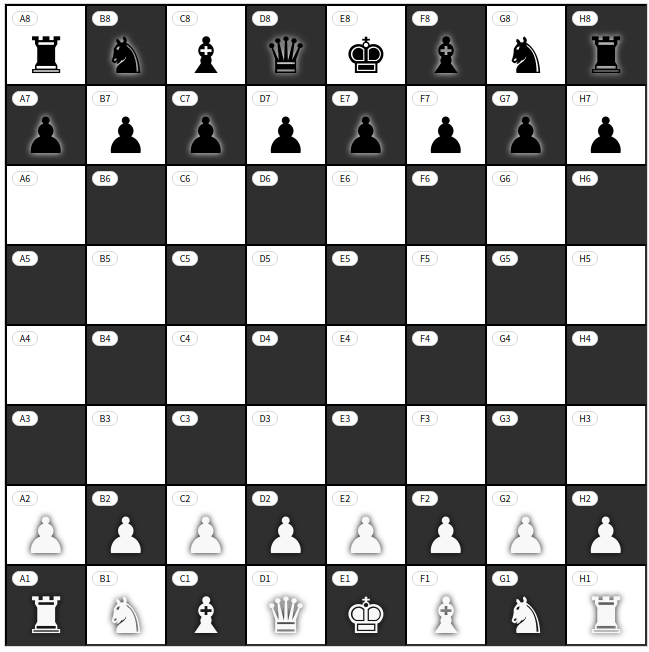 A8 B8 C8 D8 E8 F8 G8 H8
A7 B7 C7 D7 E7 F7 G7 H7
A6 B6 C6 D6 E6 F6 G6 H6
A5 B5 C5 D5 E5 F5 G5 H5
A4 B4 C4 D4 E4 F4 G4 H4
A3 B3 C3 D3 E3 F3 G3 H3
A2 B2 C2 D2 E2 F2 G2 H2
A1 B1 C1 D1 E1 F1 G1 H1